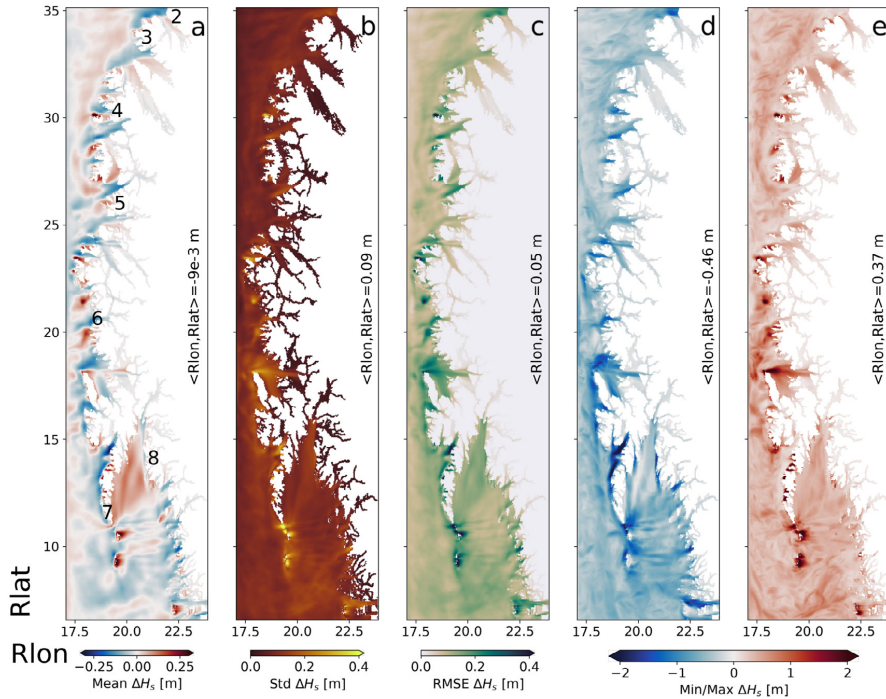 a b c d e
35
30
25
20
15
10
Rlat
Rlon
2
3
4
5
6
7
8
<Rlon,Rlat>=-9e-3 m
<Rlon,Rlat>=0.09 m
<Rlon,Rlat>=0.05 m
<Rlon,Rlat>=-0.46 m
<Rlon,Rlat>=0.37 m
17.5 20.0 22.5 17.5 20.0 22.5 17.5 20.0 22.5 17.5 20.0 22.5 17.5 20.0 22.5
−0.25 0.00 0.25
Mean ΔHₛ [m]
0.0 0.2 0.4
Std ΔHₛ [m]
0.0 0.2 0.4
RMSE ΔHₛ [m]
−2 −1 0 1 2
Min/Max ΔHₛ [m]